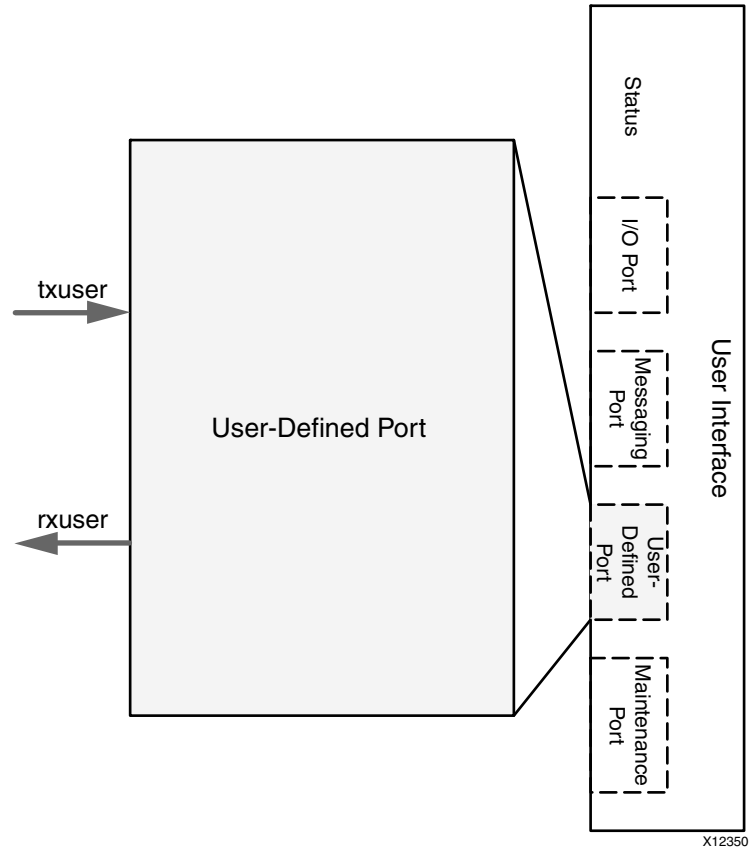 txuser
rxuser
User-Defined Port
Status
I/O Port
Messaging
Port
User-
Defined
Port
Maintenance
Port
User Interface
X12350